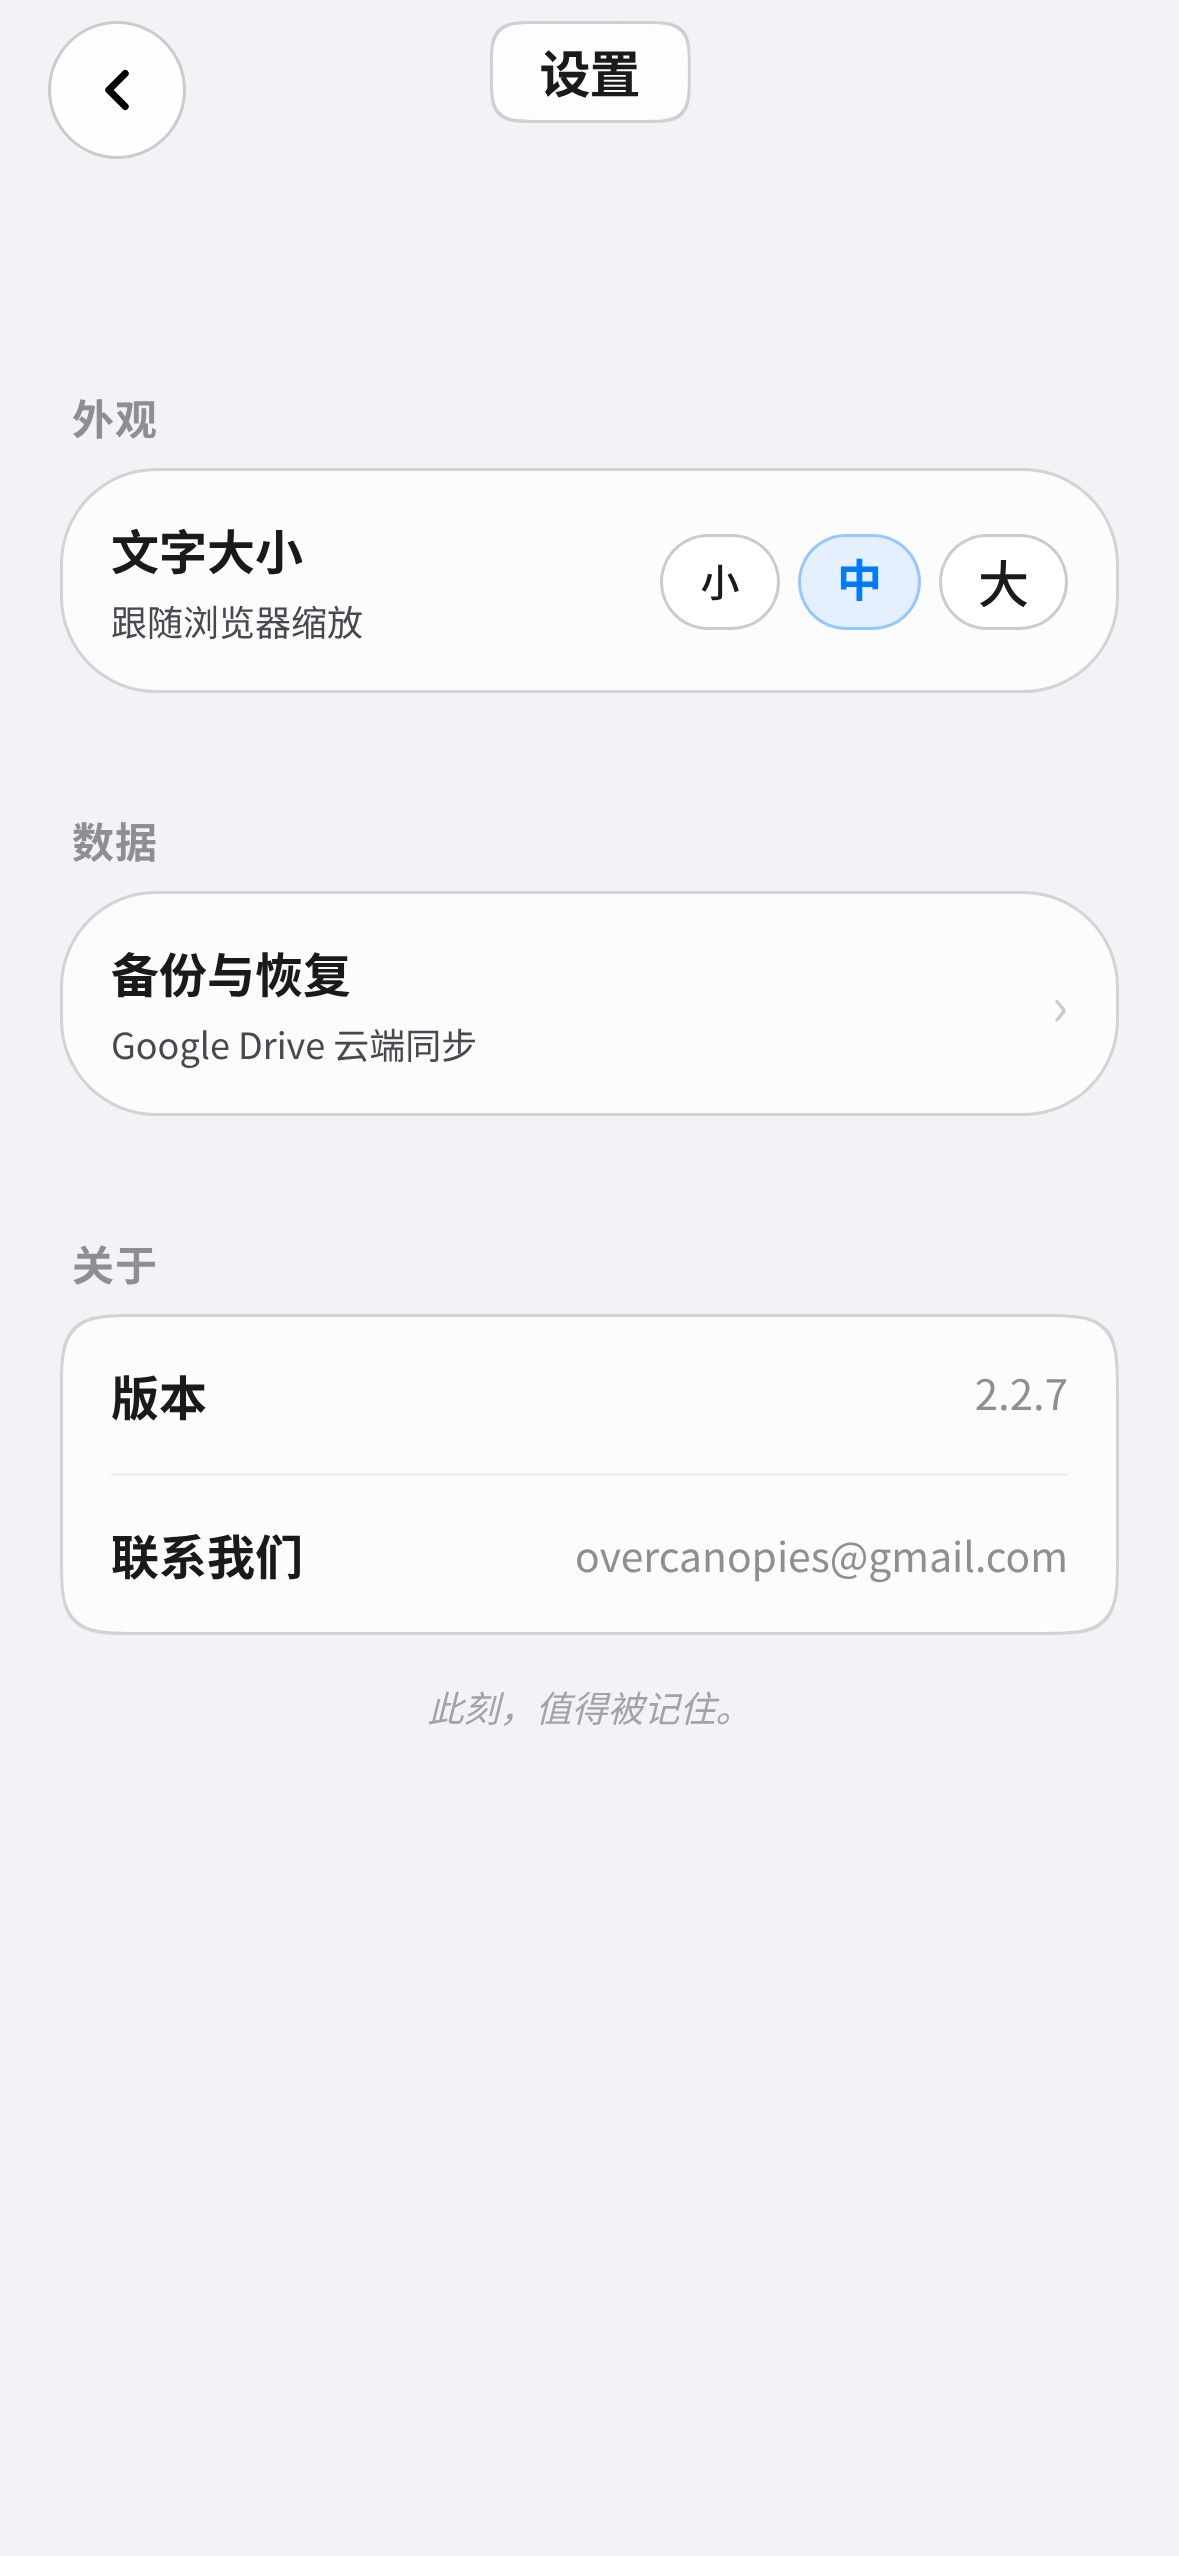 设置
外观
文字大小
跟随浏览器缩放
小 中 大
数据
备份与恢复
Google Drive 云端同步
关于
版本 2.2.7
联系我们 overcanopies@gmail.com
此刻，值得被记住。